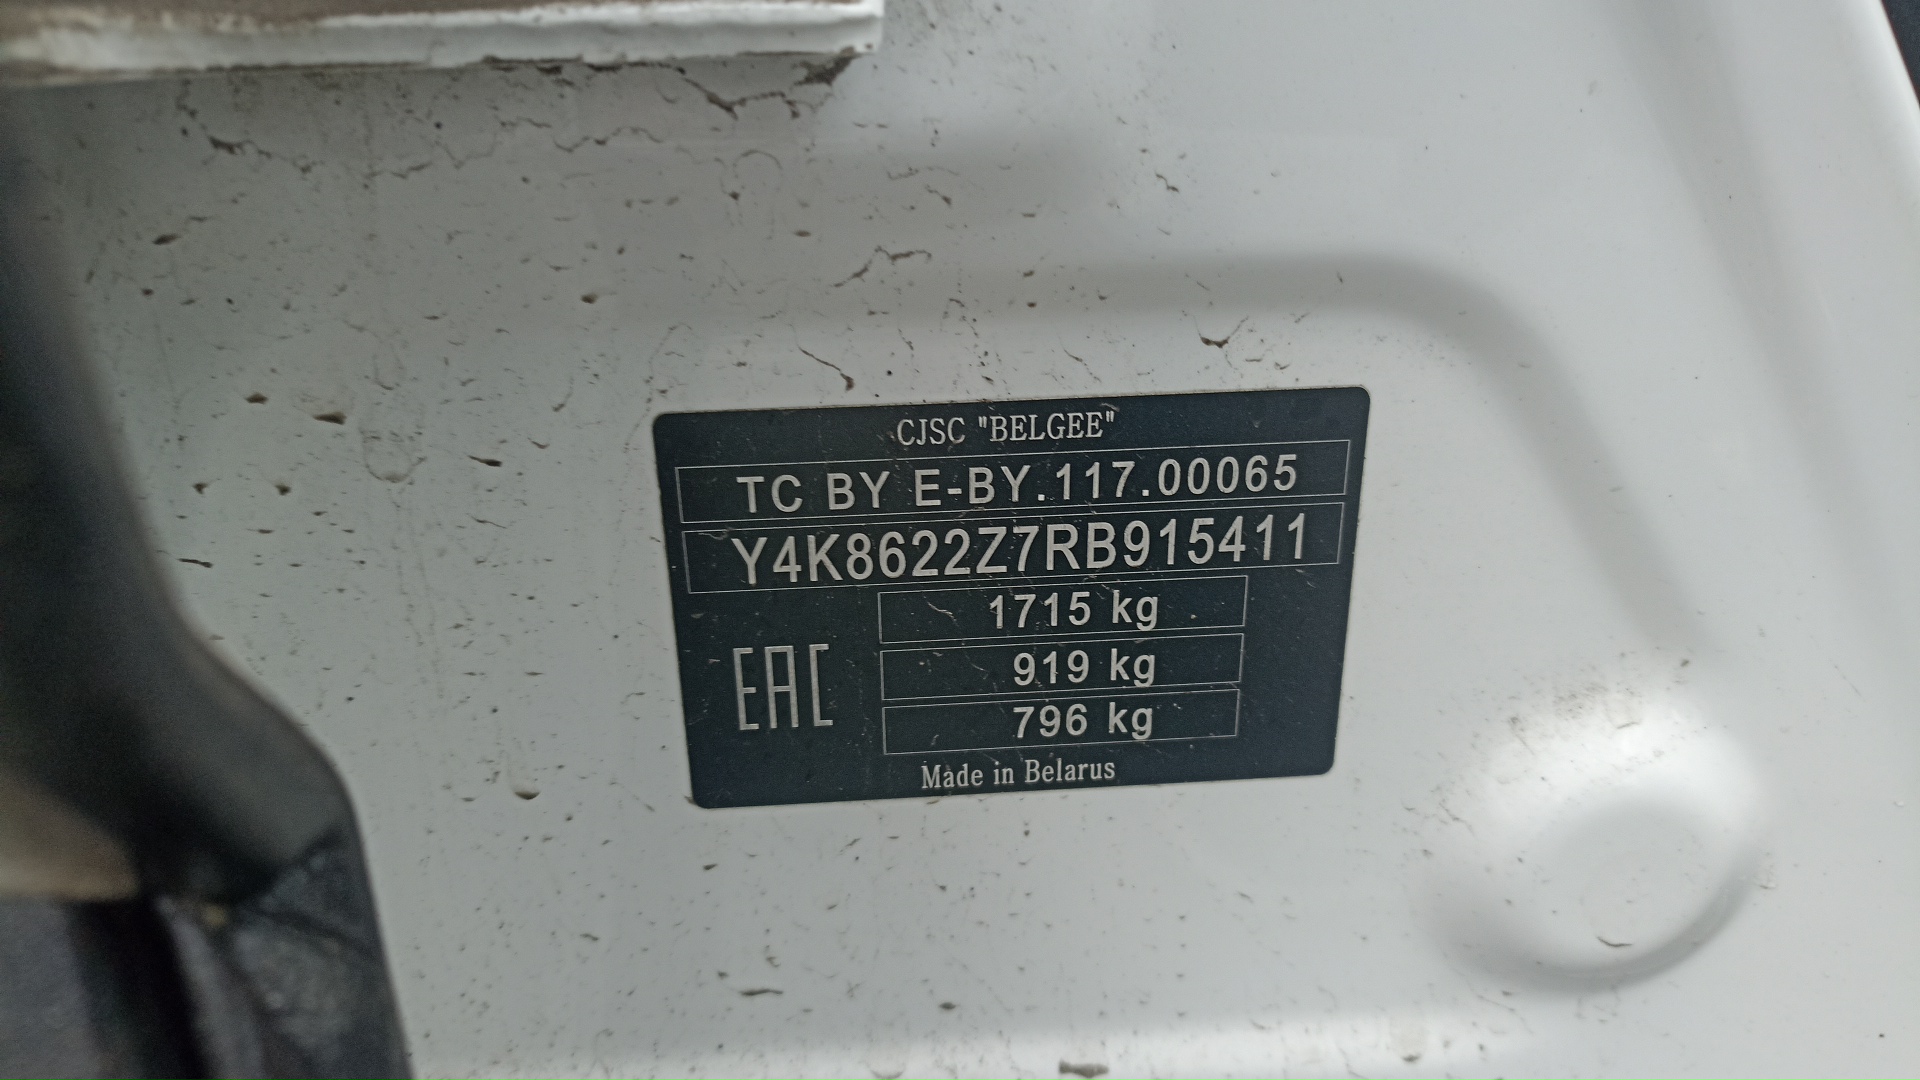 CJSC "BELGEE"
TC BY E-BY.117.00065
Y4K8622Z7RB915411
1715 kg
919 kg
796 kg
EAC
Made in Belarus